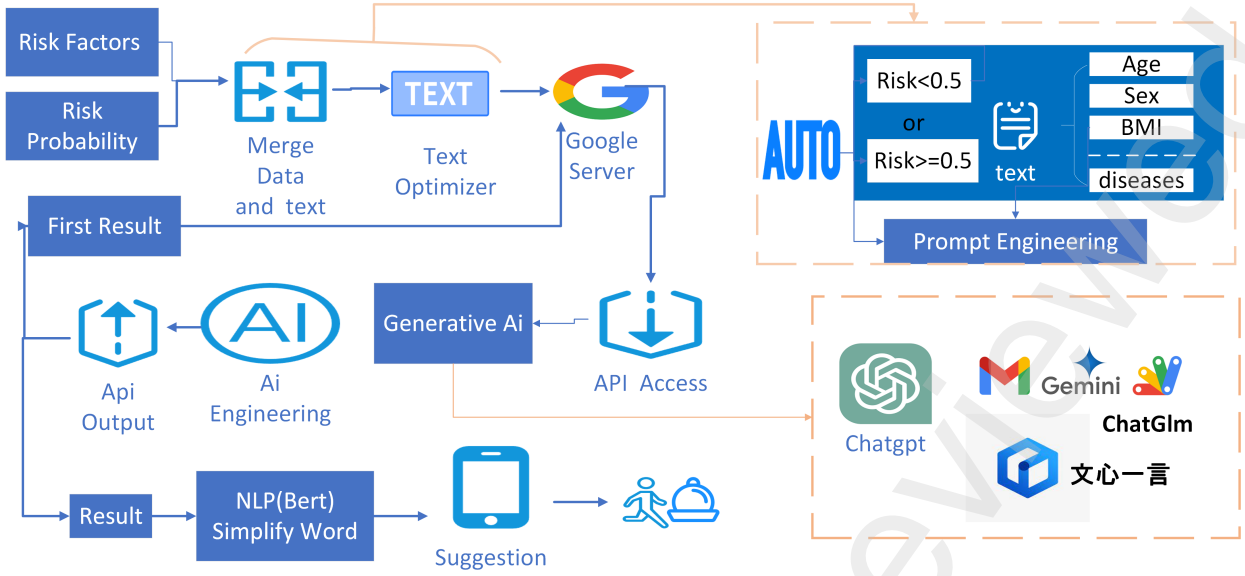 Risk Factors
Risk
Probability
Merge
Data
and text
TEXT
Text
Optimizer
Google
Server
AUTO
Risk<0.5
or
Risk>=0.5
text
Age
Sex
BMI
diseases
Prompt Engineering
First Result
Api
Output
AI
Ai
Engineering
Generative Ai
API Access
Chatgpt
Gemini
ChatGlm
文心一言
Result
NLP(Bert)
Simplify Word
Suggestion